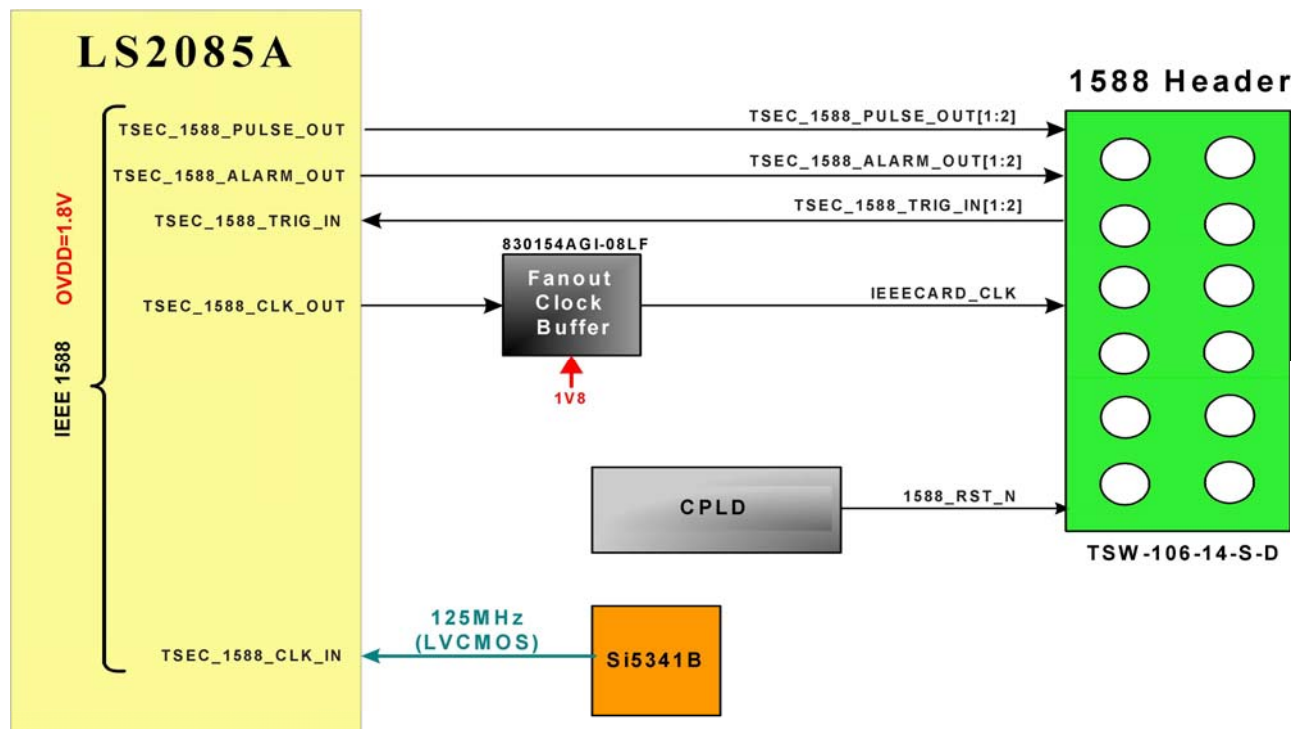 LS2085A
1588 Header
TSEC_1588_PULSE_OUT
TSEC_1588_PULSE_OUT[1:2]
TSEC_1588_ALARM_OUT
TSEC_1588_ALARM_OUT[1:2]
TSEC_1588_TRIG_IN
TSEC_1588_TRIG_IN[1:2]
OVDD=1.8V
IEEE 1588
830154AGI-08LF
Fanout
Clock
Buffer
TSEC_1588_CLK_OUT
IEEECARD_CLK
1V8
CPLD
1588_RST_N
TSW-106-14-S-D
125MHz
(LVCMOS)
TSEC_1588_CLK_IN
Si5341B